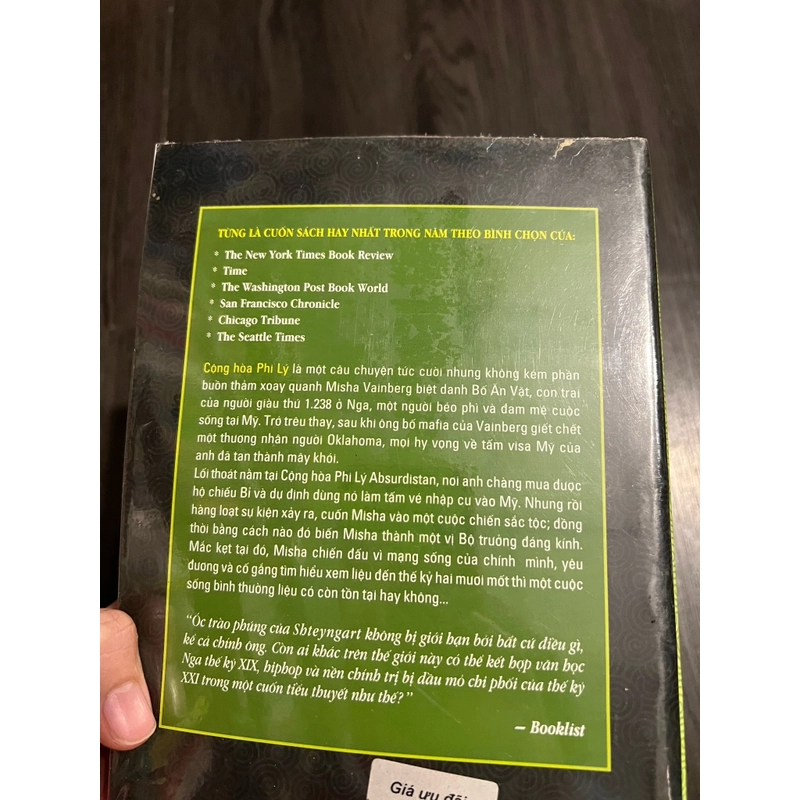 TỪNG LÀ CUỐN SÁCH HAY NHẤT TRONG NĂM THEO BÌNH CHỌN CỦA:
* The New York Times Book Review
* Time
* The Washington Post Book World
* San Francisco Chronicle
* Chicago Tribune
* The Seattle Times
Cộng hòa Phi Lý là một câu chuyện tức cười nhưng không kém phần
buồn thảm xoay quanh Misha Vainberg biệt danh Bố Ăn Vặt, con trai
của người giàu thứ 1.238 ở Nga, một người béo phì và đam mê cuộc
sống tại Mỹ. Trớ trêu thay, sau khi ông bố mafia của Vainberg giết chết
một thương nhân người Oklahoma, mọi hy vọng về tấm visa Mỹ của
anh đã tan thành mây khói.
Lối thoát nằm tại Cộng hòa Phi Lý Absurdistan, nơi anh chàng mua được
hộ chiếu Bỉ và dự định dùng nó làm tấm vé nhập cư vào Mỹ. Nhưng rồi
hàng loạt sự kiện xảy ra, cuốn Misha vào một cuộc chiến sắc tộc; đồng
thời bằng cách nào đó biến Misha thành một vị Bộ trưởng đáng kính.
Mắc kẹt tại đó, Misha chiến đấu vì mạng sống của chính mình, yêu
đương và cố gắng tìm hiểu xem liệu đến thế kỷ hai mươi mốt thì một cuộc
sống bình thường liệu có còn tồn tại hay không...
"Óc trào phúng của Shteyngart không bị giới hạn bởi bất cứ điều gì,
kể cả chính ông. Còn ai khác trên thế giới này có thể kết hợp văn học
Nga thế kỷ XIX, hiphop và nền chính trị bị dầu mỏ chi phối của thế kỷ
XXI trong một cuốn tiểu thuyết như thế?"
– Booklist
Giá ưu đãi